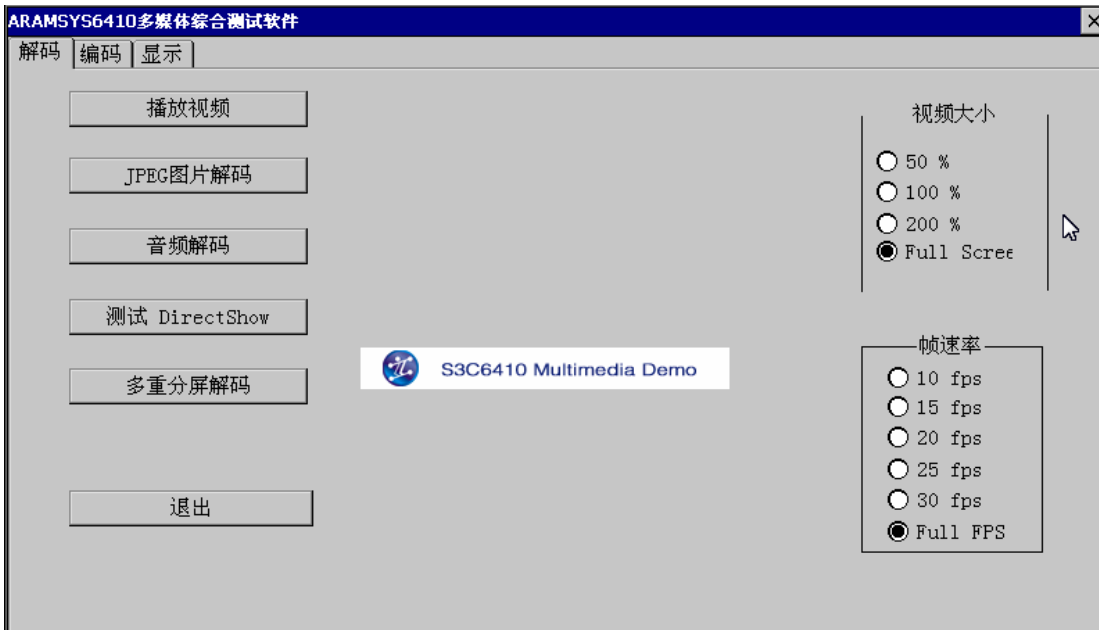 ARAMSYS6410多媒体综合测试软件
解码 编码 显示
播放视频
JPEG图片解码
音频解码
测试 DirectShow
多重分屏解码
退出
S3C6410 Multimedia Demo
视频大小
50 %
100 %
200 %
Full Scree
帧速率
10 fps
15 fps
20 fps
25 fps
30 fps
Full FPS